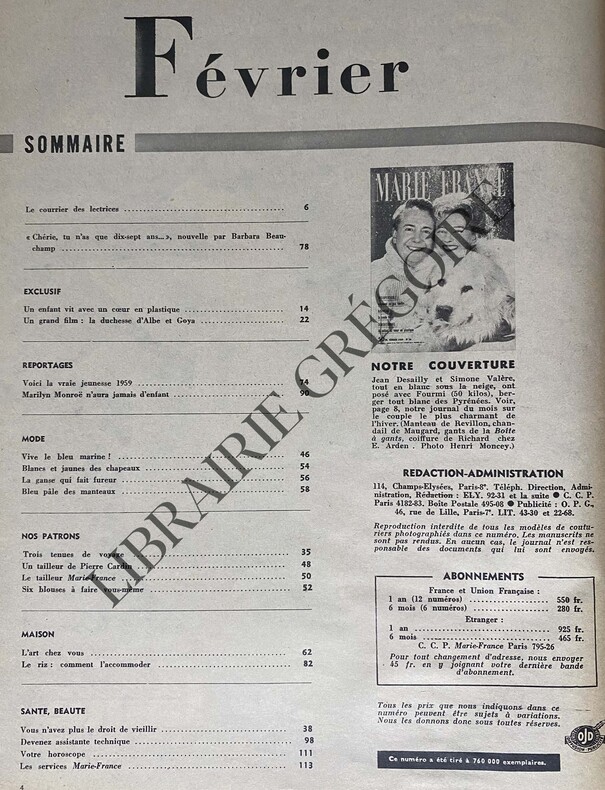 Février
SOMMAIRE
Le courrier des lectrices 6
« Chérie, tu n'as que dix-sept ans... », nouvelle par Barbara Beau-
champ 78
EXCLUSIF
Un enfant vit avec un cœur en plastique 14
Un grand film : la duchesse d'Albe et Goya 22
REPORTAGES
Voici la vraie jeunesse 1959 74
Marilyn Monroë n'aura jamais d'enfant 90
MODE
Vive le bleu marine ! 46
Blancs et jaunes des chapeaux 54
La ganse qui fait fureur 56
Bleu pâle des manteaux 58
NOS PATRONS
Trois tenues de voyage 35
Un tailleur de Pierre Cardin 48
Le tailleur Marie-France 50
Six blouses à faire vous-même 52
MAISON
L'art chez vous 62
Le riz : comment l'accommoder 82
SANTE, BEAUTE
Vous n'avez plus le droit de vieillir 38
Devenez assistante technique 98
Votre horoscope 111
Les services Marie-France 113
4
MARIE FRANCE
NOTRE COUVERTURE
Jean Desailly et Simone Valère,
tout en blanc sous la neige, ont
posé avec Fourmi (50 kilos), ber-
ger tout blanc des Pyrénées. Voir,
page 8, notre journal du mois sur
le couple le plus charmant de
l'hiver. (Manteau de Revillon, chan-
dail de Maugard, gants de la Boîte
à gants, coiffure de Richard chez
E. Arden . Photo Henri Moncey.)
REDACTION-ADMINISTRATION
114, Champs-Elysées, Paris-8e. Téléph. Direction, Admi-
nistration, Rédaction : ELY. 92-31 et la suite ● C. C. P.
Paris 4182-83. Boîte Postale 495-08 ● Publicité : O. P. G.,
46, rue de Lille, Paris-7e. LIT. 43-30 et 22-68.
Reproduction interdite de tous les modèles de coutu-
riers photographiés dans ce numéro. Les manuscrits ne
sont pas rendus. En aucun cas, le journal n'est res-
ponsable des documents qui lui sont envoyés.
ABONNEMENTS
France et Union Française :
1 an (12 numéros) 550 fr.
6 mois (6 numéros) 280 fr.
Etranger :
1 an 925 fr.
6 mois 465 fr.
C. C. P. Marie-France Paris 795-26
Pour tout changement d'adresse, nous envoyer
45 fr. en y joignant votre dernière bande
d'abonnement.
Tous les prix que nous indiquons dans ce
numéro peuvent être sujets à variations.
Nous les donnons donc sous toutes réserves.
OJD
Ce numéro a été tiré à 760 000 exemplaires.
LIBRAIRIE GRÉGOIRE